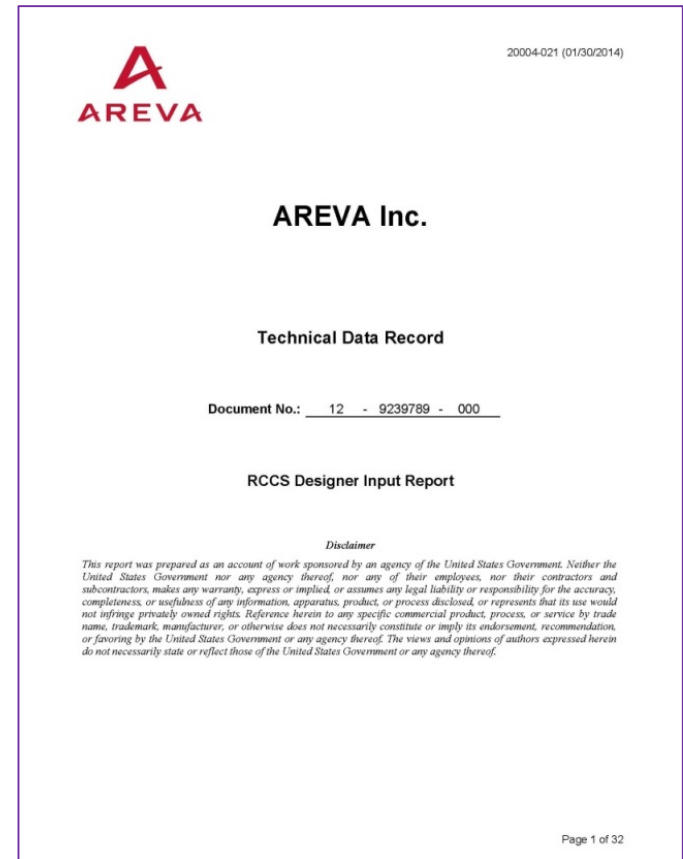 20004-021 (01/30/2014)
AREVA
AREVA Inc.
Technical Data Record
Document No.: 12 - 9239789 - 000
RCCS Designer Input Report
Disclaimer
This report was prepared as an account of work sponsored by an agency of the United States Government. Neither the
United States Government nor any agency thereof, nor any of their employees, nor their contractors and
subcontractors, makes any warranty, express or implied, or assumes any legal liability or responsibility for the accuracy,
completeness, or usefulness of any information, apparatus, product, or process disclosed, or represents that its use would
not infringe privately owned rights. Reference herein to any specific commercial product, process, or service by trade
name, trademark, manufacturer, or otherwise does not necessarily constitute or imply its endorsement, recommendation,
or favoring by the United States Government or any agency thereof. The views and opinions of authors expressed herein
do not necessarily state or reflect those of the United States Government or any agency thereof.
Page 1 of 32